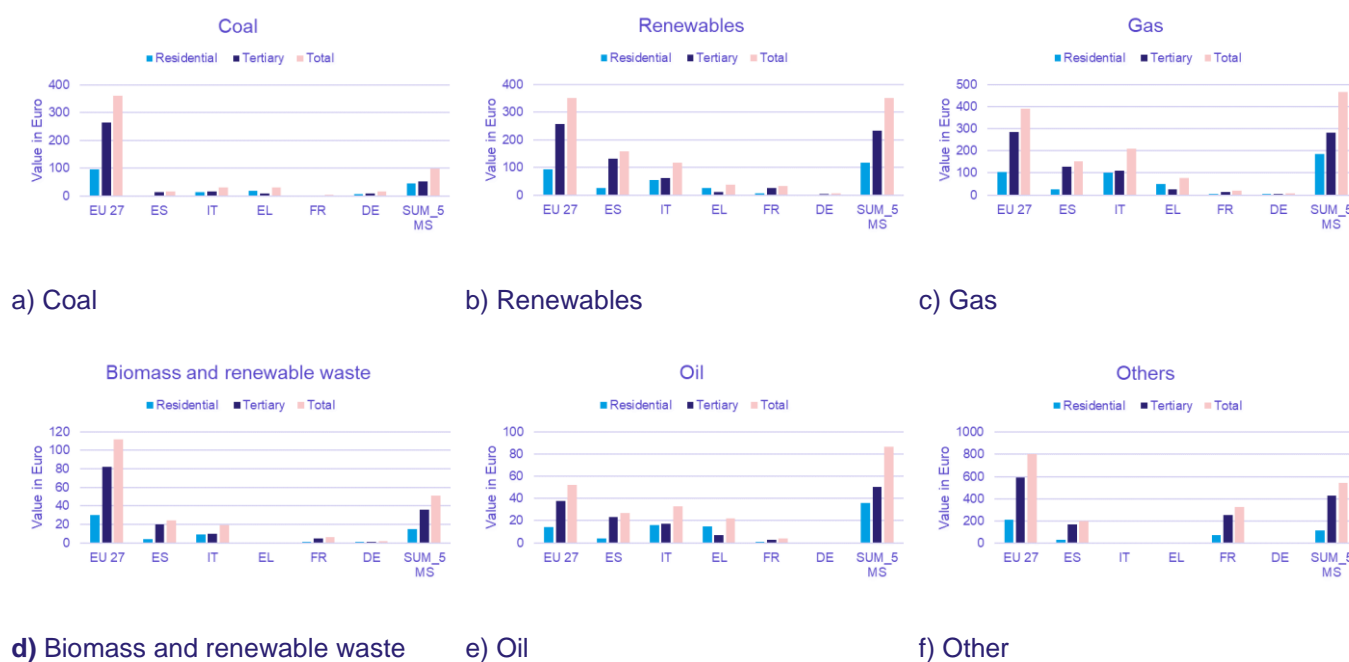 Coal
Residential Tertiary Total
Value in Euro
400
300
200
100
0
EU 27 ES IT EL FR DE SUM_5 MS
a) Coal
Renewables
Residential Tertiary Total
Value in Euro
400
300
200
100
0
EU 27 ES IT EL FR DE SUM_5 MS
b) Renewables
Gas
Residential Tertiary Total
Value in Euro
500
400
300
200
100
0
EU 27 ES IT EL FR DE SUM_5 MS
c) Gas
Biomass and renewable waste
Residential Tertiary Total
Value in Euro
120
100
80
60
40
20
0
EU 27 ES IT EL FR DE SUM_5 MS
d) Biomass and renewable waste
Oil
Residential Tertiary Total
Value in Euro
100
80
60
40
20
0
EU 27 ES IT EL FR DE SUM_5 MS
e) Oil
Others
Residential Tertiary Total
Value in Euro
1000
800
600
400
200
0
EU 27 ES IT EL FR DE SUM_5 MS
f) Other